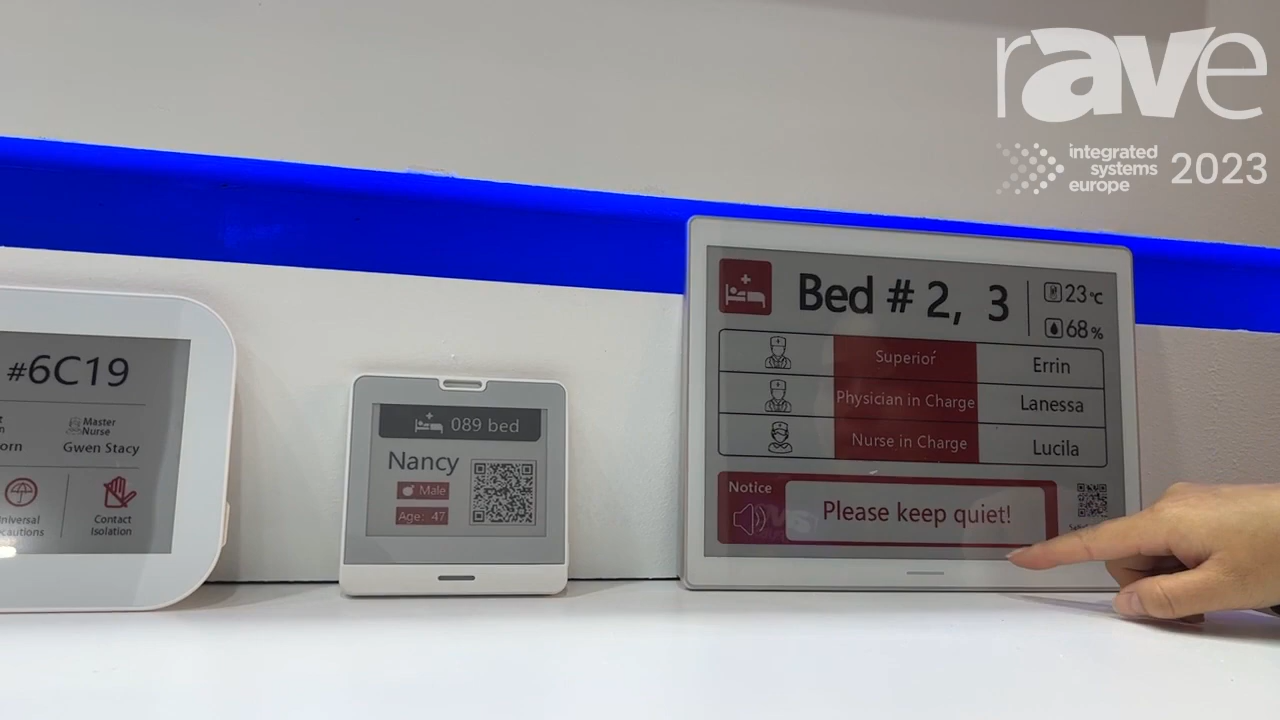 rave
integrated
systems
europe
2023
#6C19
Master
Nurse
orn
Gwen Stacy
Contact
Isolation
089 bed
Nancy
Male
Age: 47
Bed # 2, 3
23℃
68%
Superior
Errin
Physician in Charge
Lanessa
Nurse in Charge
Lucila
Notice
Please keep quiet!